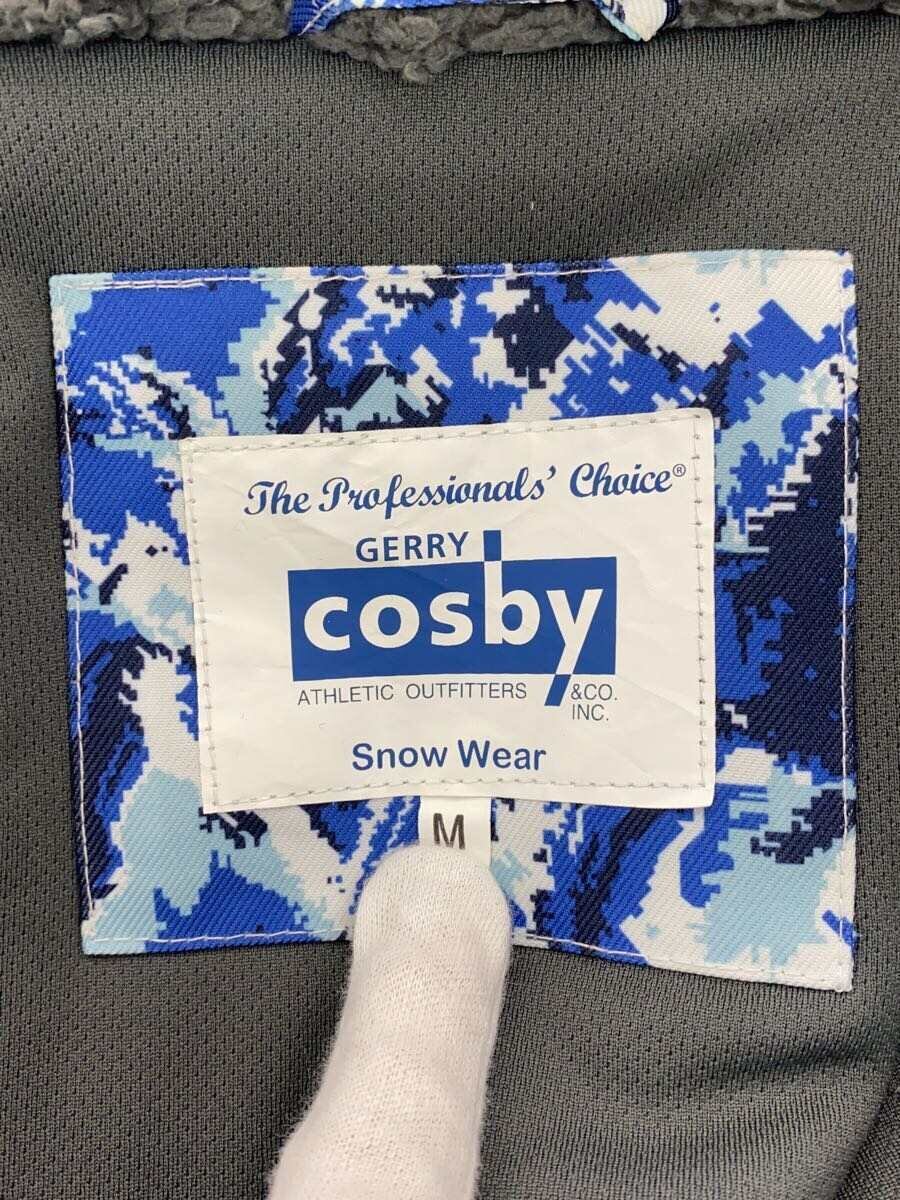 The Professionals' Choice®
GERRY
cosby
ATHLETIC OUTFITTERS &CO.
INC.
Snow Wear
M